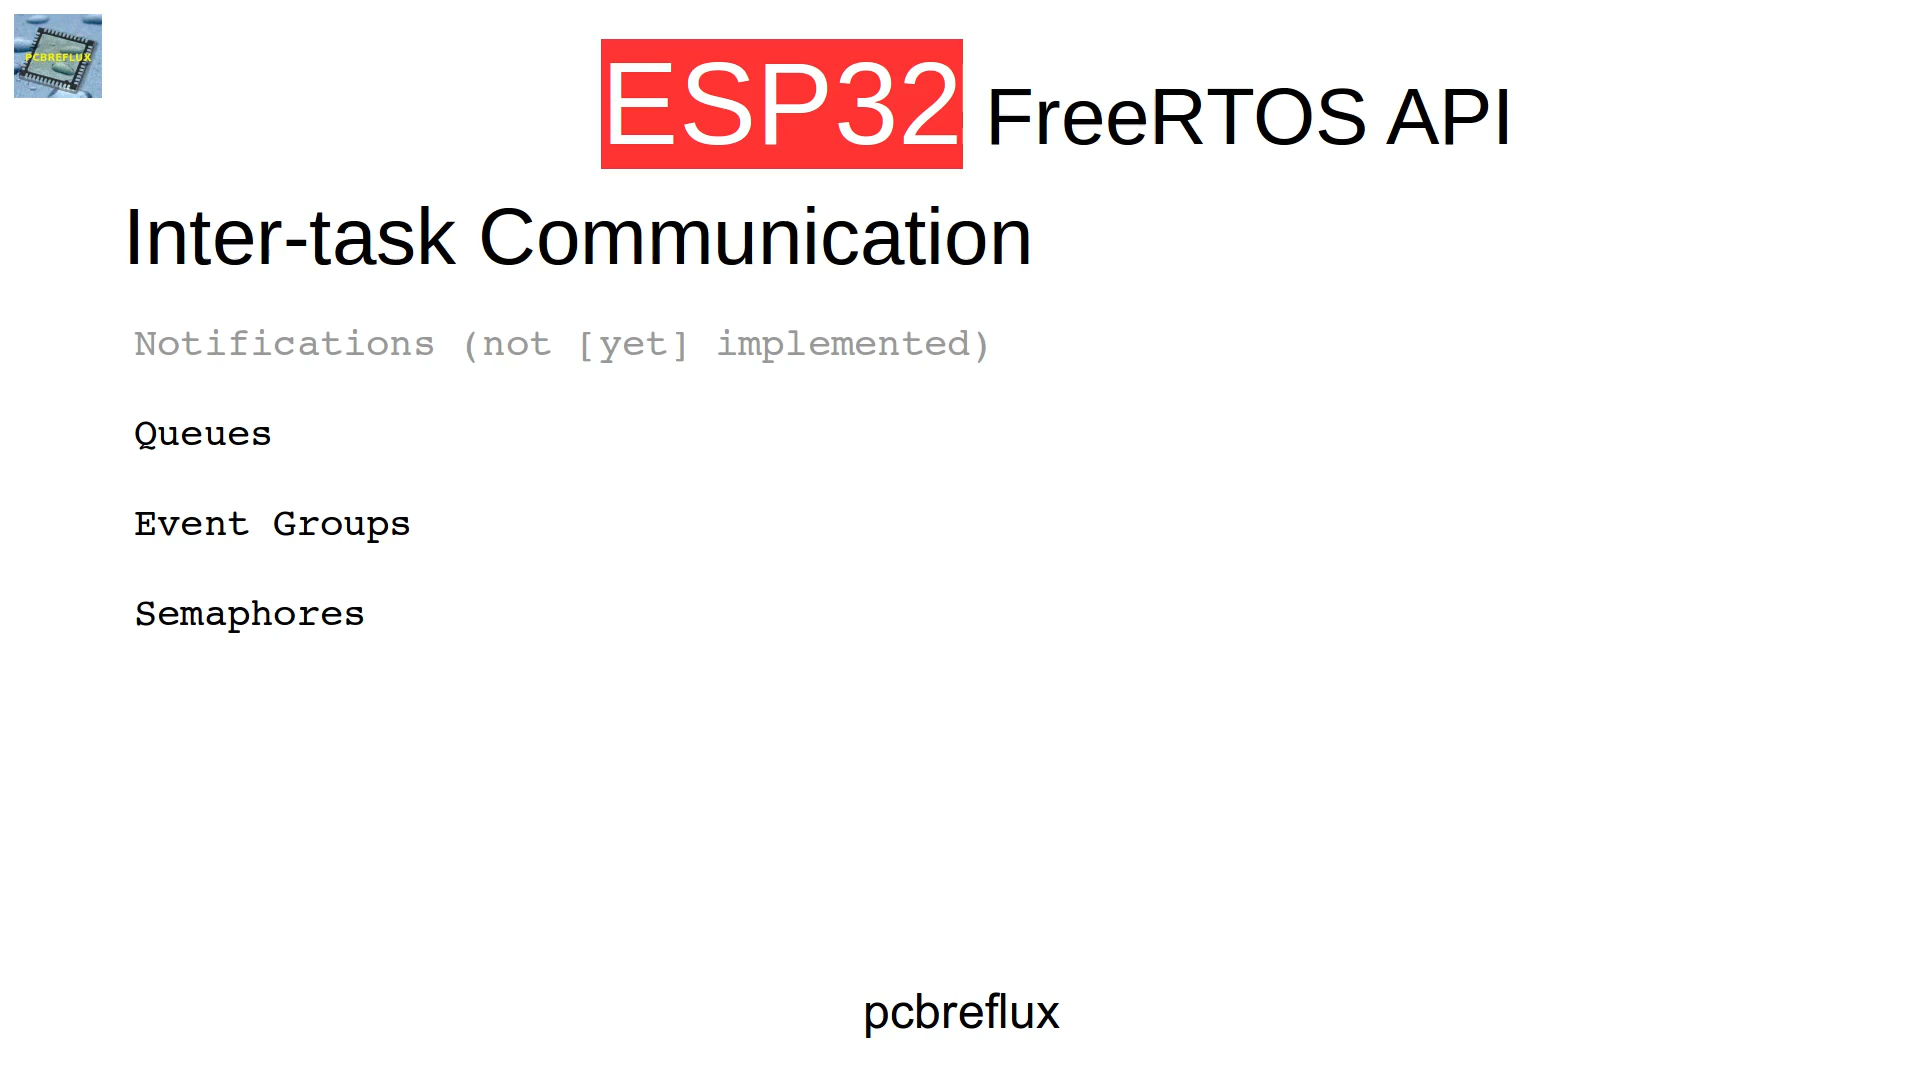 PCBREFLUX
ESP32 FreeRTOS API
Inter-task Communication
Notifications (not [yet] implemented)
Queues
Event Groups
Semaphores
pcbreflux